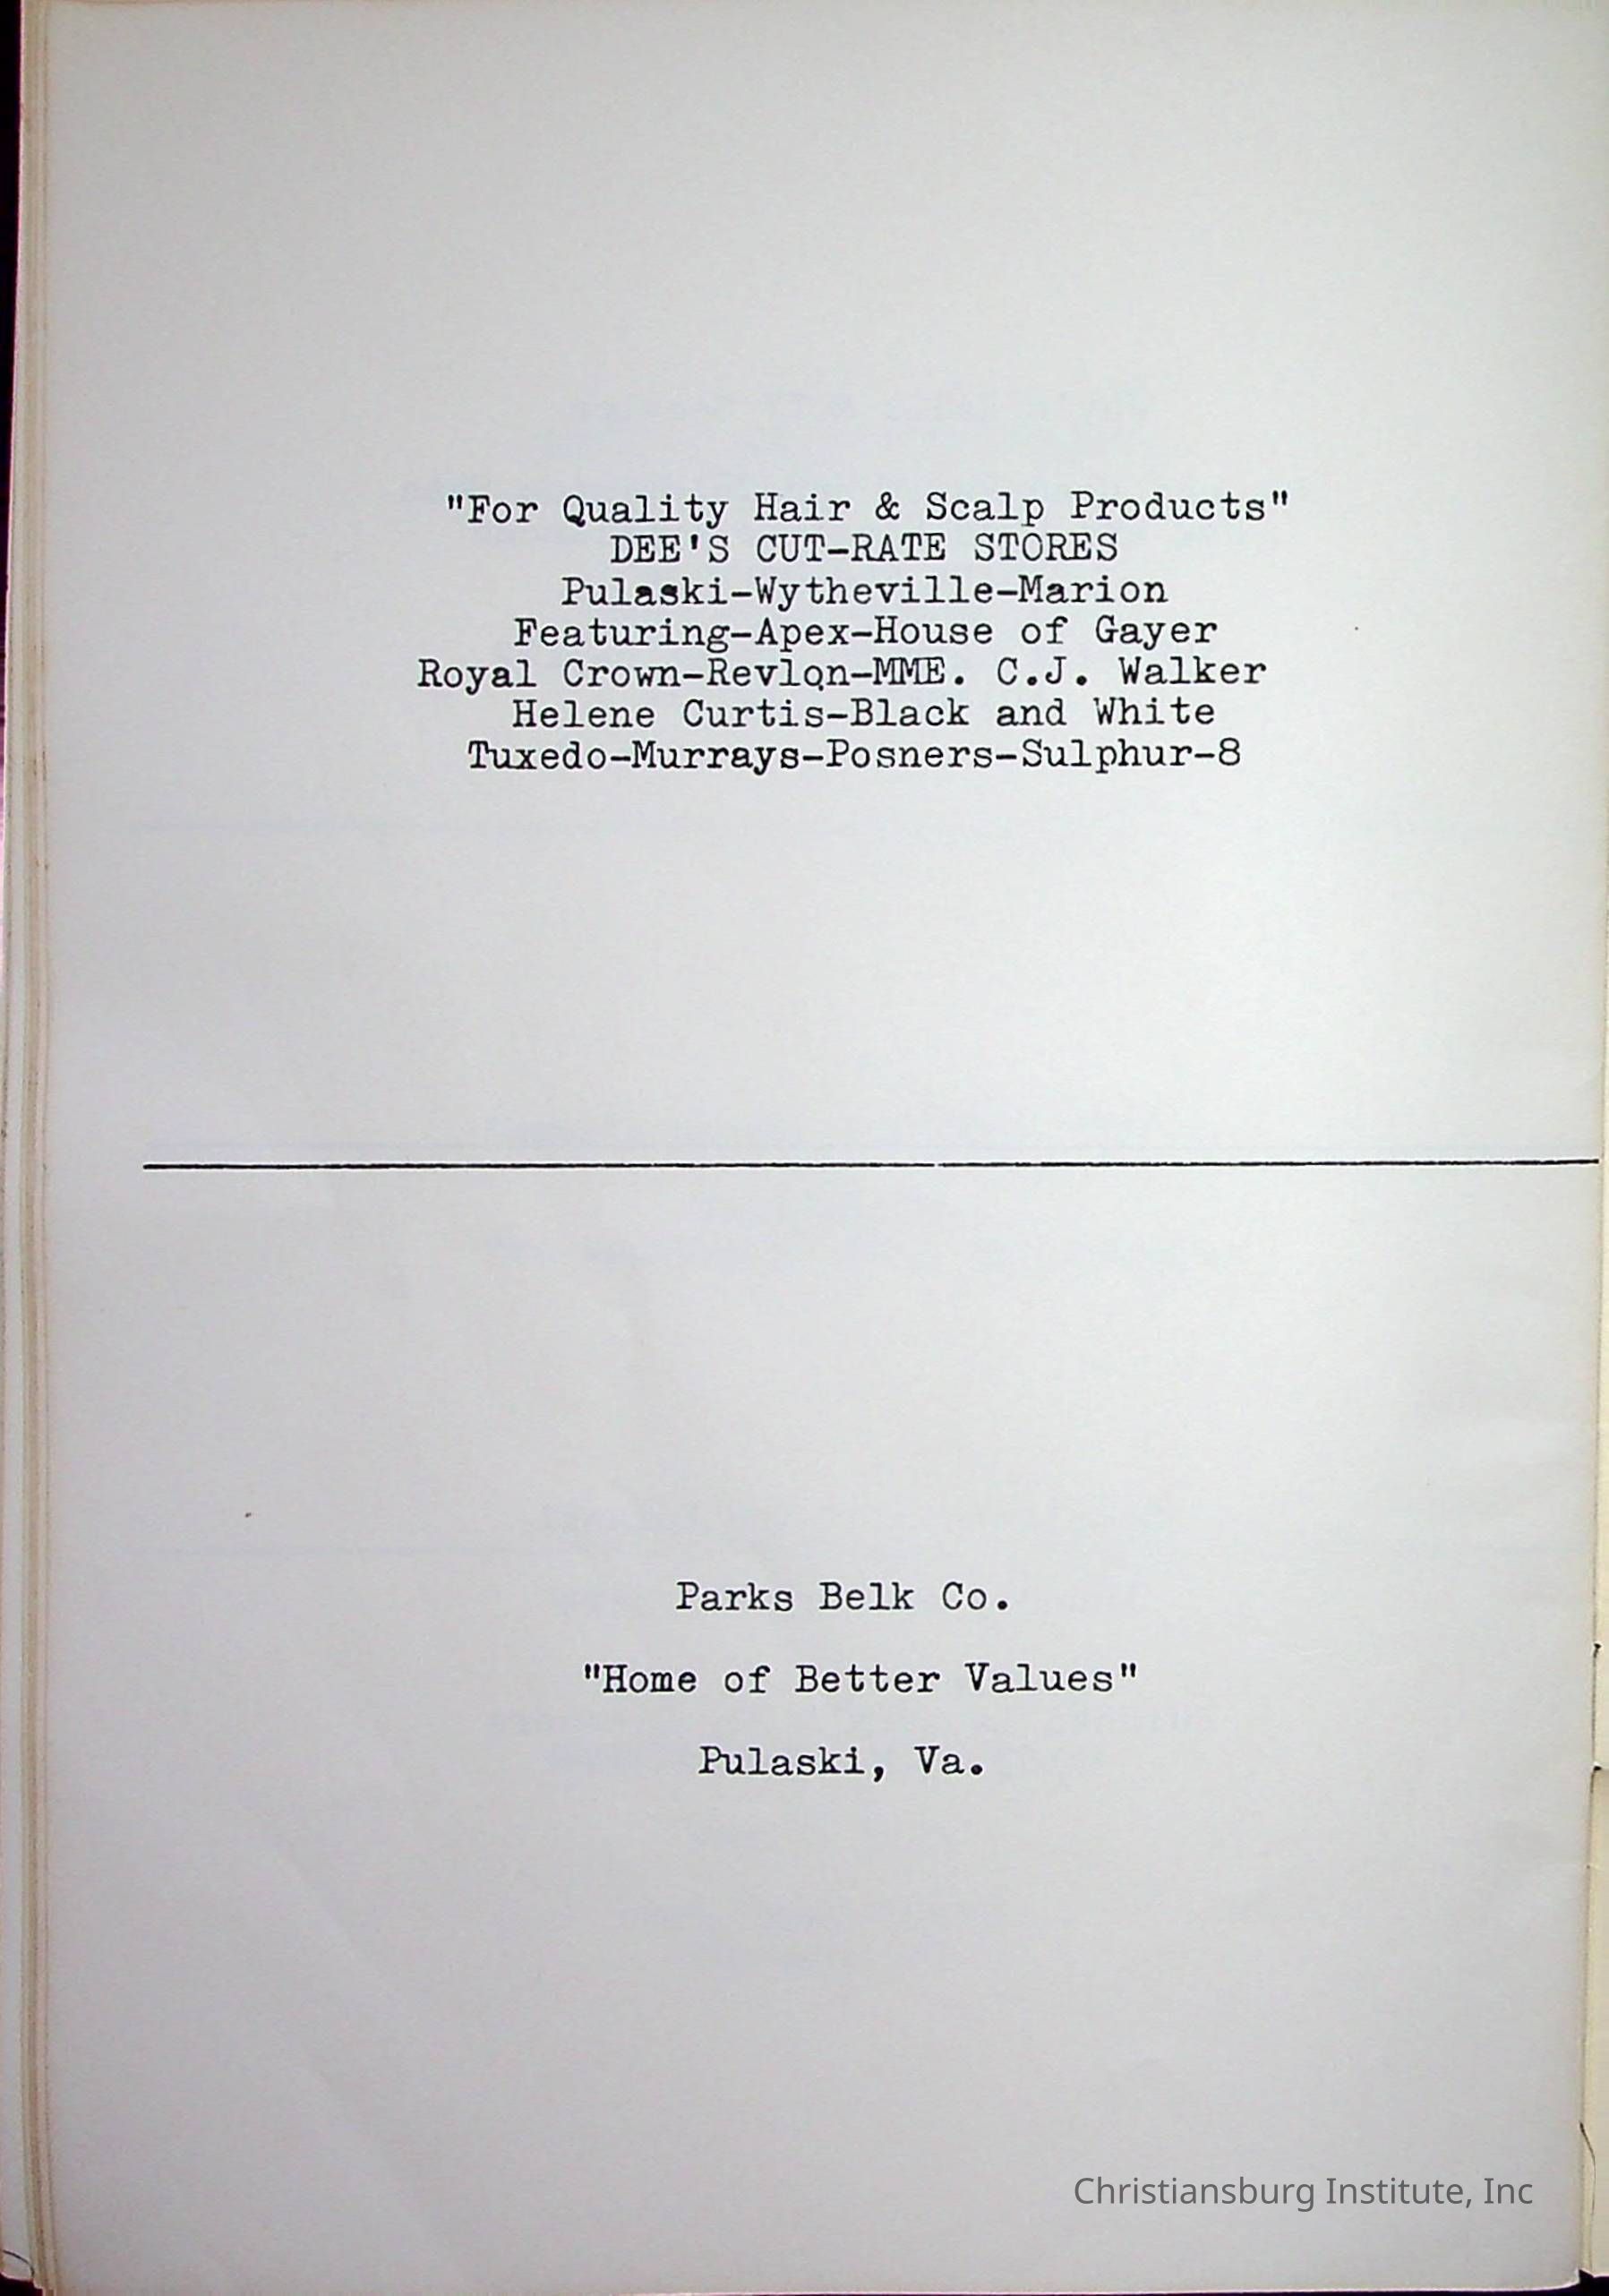 "For Quality Hair & Scalp Products"
DEE'S CUT-RATE STORES
Pulaski-Wytheville-Marion
Featuring-Apex-House of Gayer
Royal Crown-Revlon-MME. C.J. Walker
Helene Curtis-Black and White
Tuxedo-Murrays-Posners-Sulphur-8
Parks Belk Co.
"Home of Better Values"
Pulaski, Va.
Christiansburg Institute, Inc